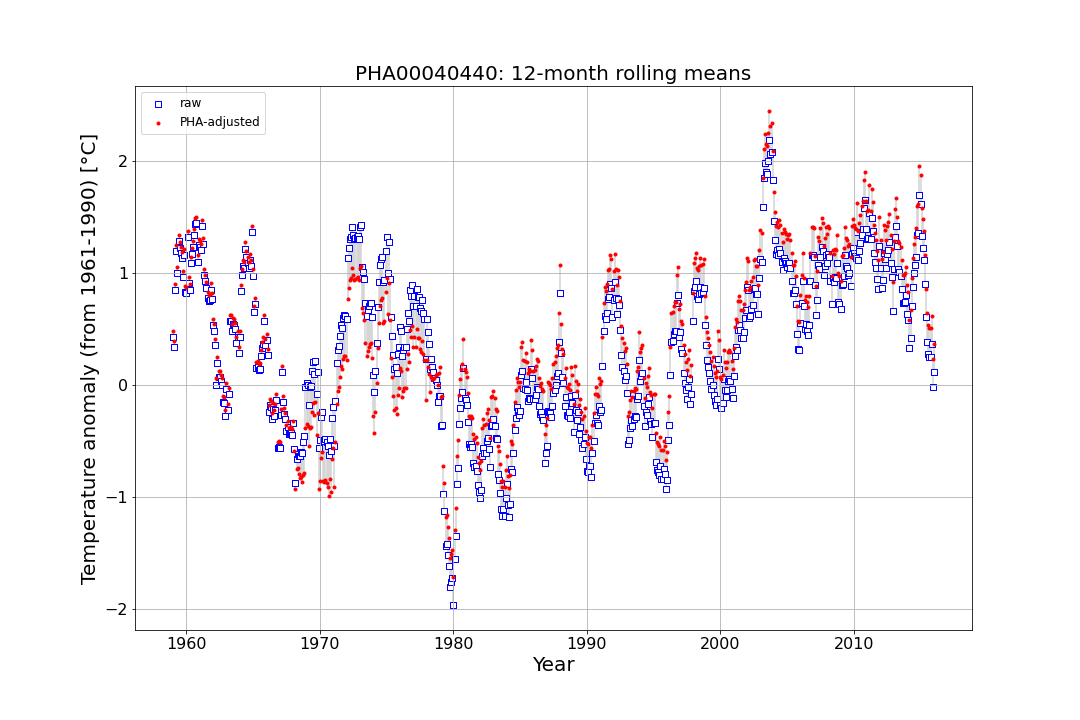 PHA00040440: 12-month rolling means
raw
PHA-adjusted
Temperature anomaly (from 1961-1990) [°C]
2
1
0
−1
−2
1960 1970 1980 1990 2000 2010
Year